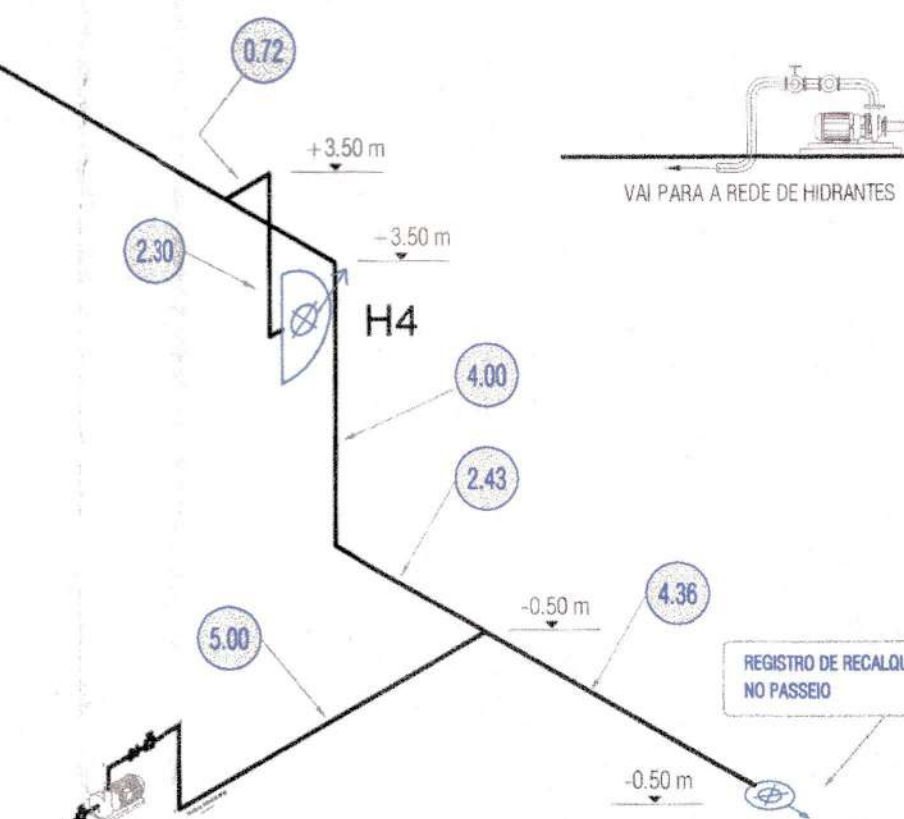 0.72
+3.50 m
VAI PARA A REDE DE HIDRANTES
2.30
+3.50 m
H4
4.00
2.43
-0.50 m
4.36
5.00
REGISTRO DE RECALQU
NO PASSEIO
-0.50 m